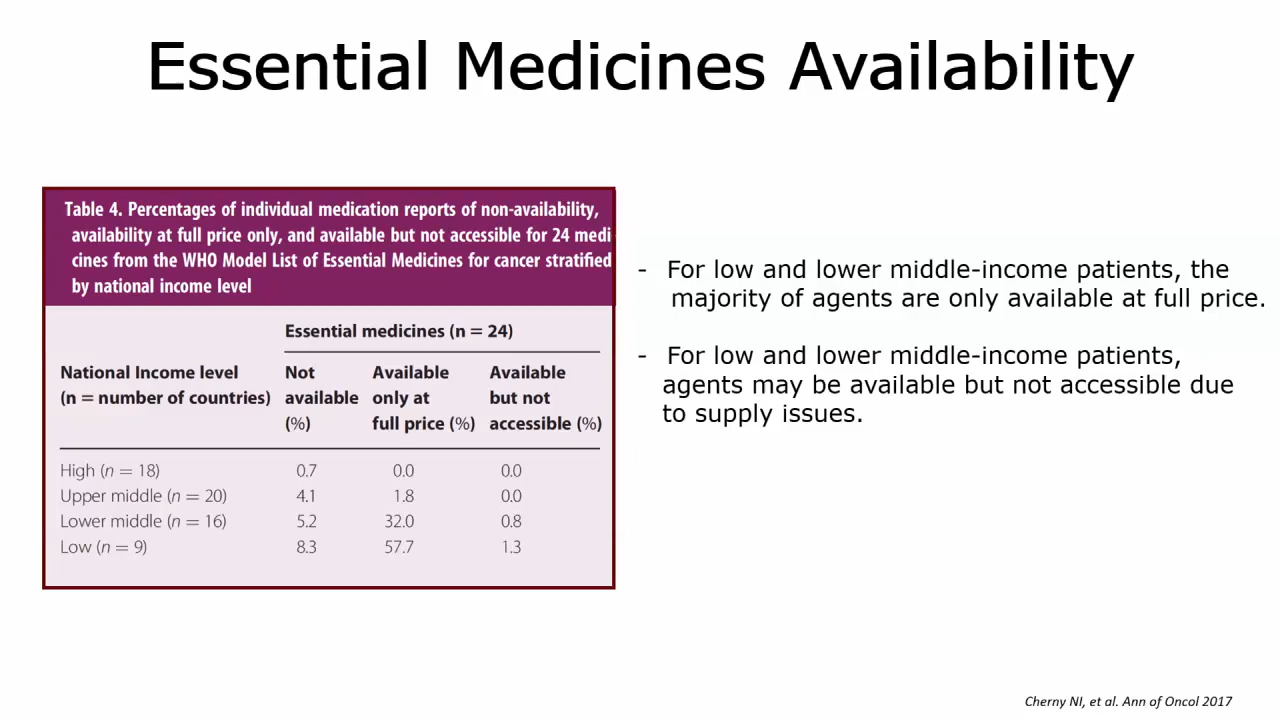 Essential Medicines Availability
Table 4. Percentages of individual medication reports of non-availability,
availability at full price only, and available but not accessible for 24 medi
cines from the WHO Model List of Essential Medicines for cancer stratified
by national income level
Essential medicines (n = 24)
National Income level Not Available Available
(n = number of countries) available only at but not
(%) full price (%) accessible (%)
High (n = 18) 0.7 0.0 0.0
Upper middle (n = 20) 4.1 1.8 0.0
Lower middle (n = 16) 5.2 32.0 0.8
Low (n = 9) 8.3 57.7 1.3
- For low and lower middle-income patients, the
majority of agents are only available at full price.
- For low and lower middle-income patients,
agents may be available but not accessible due
to supply issues.
Cherny NI, et al. Ann of Oncol 2017